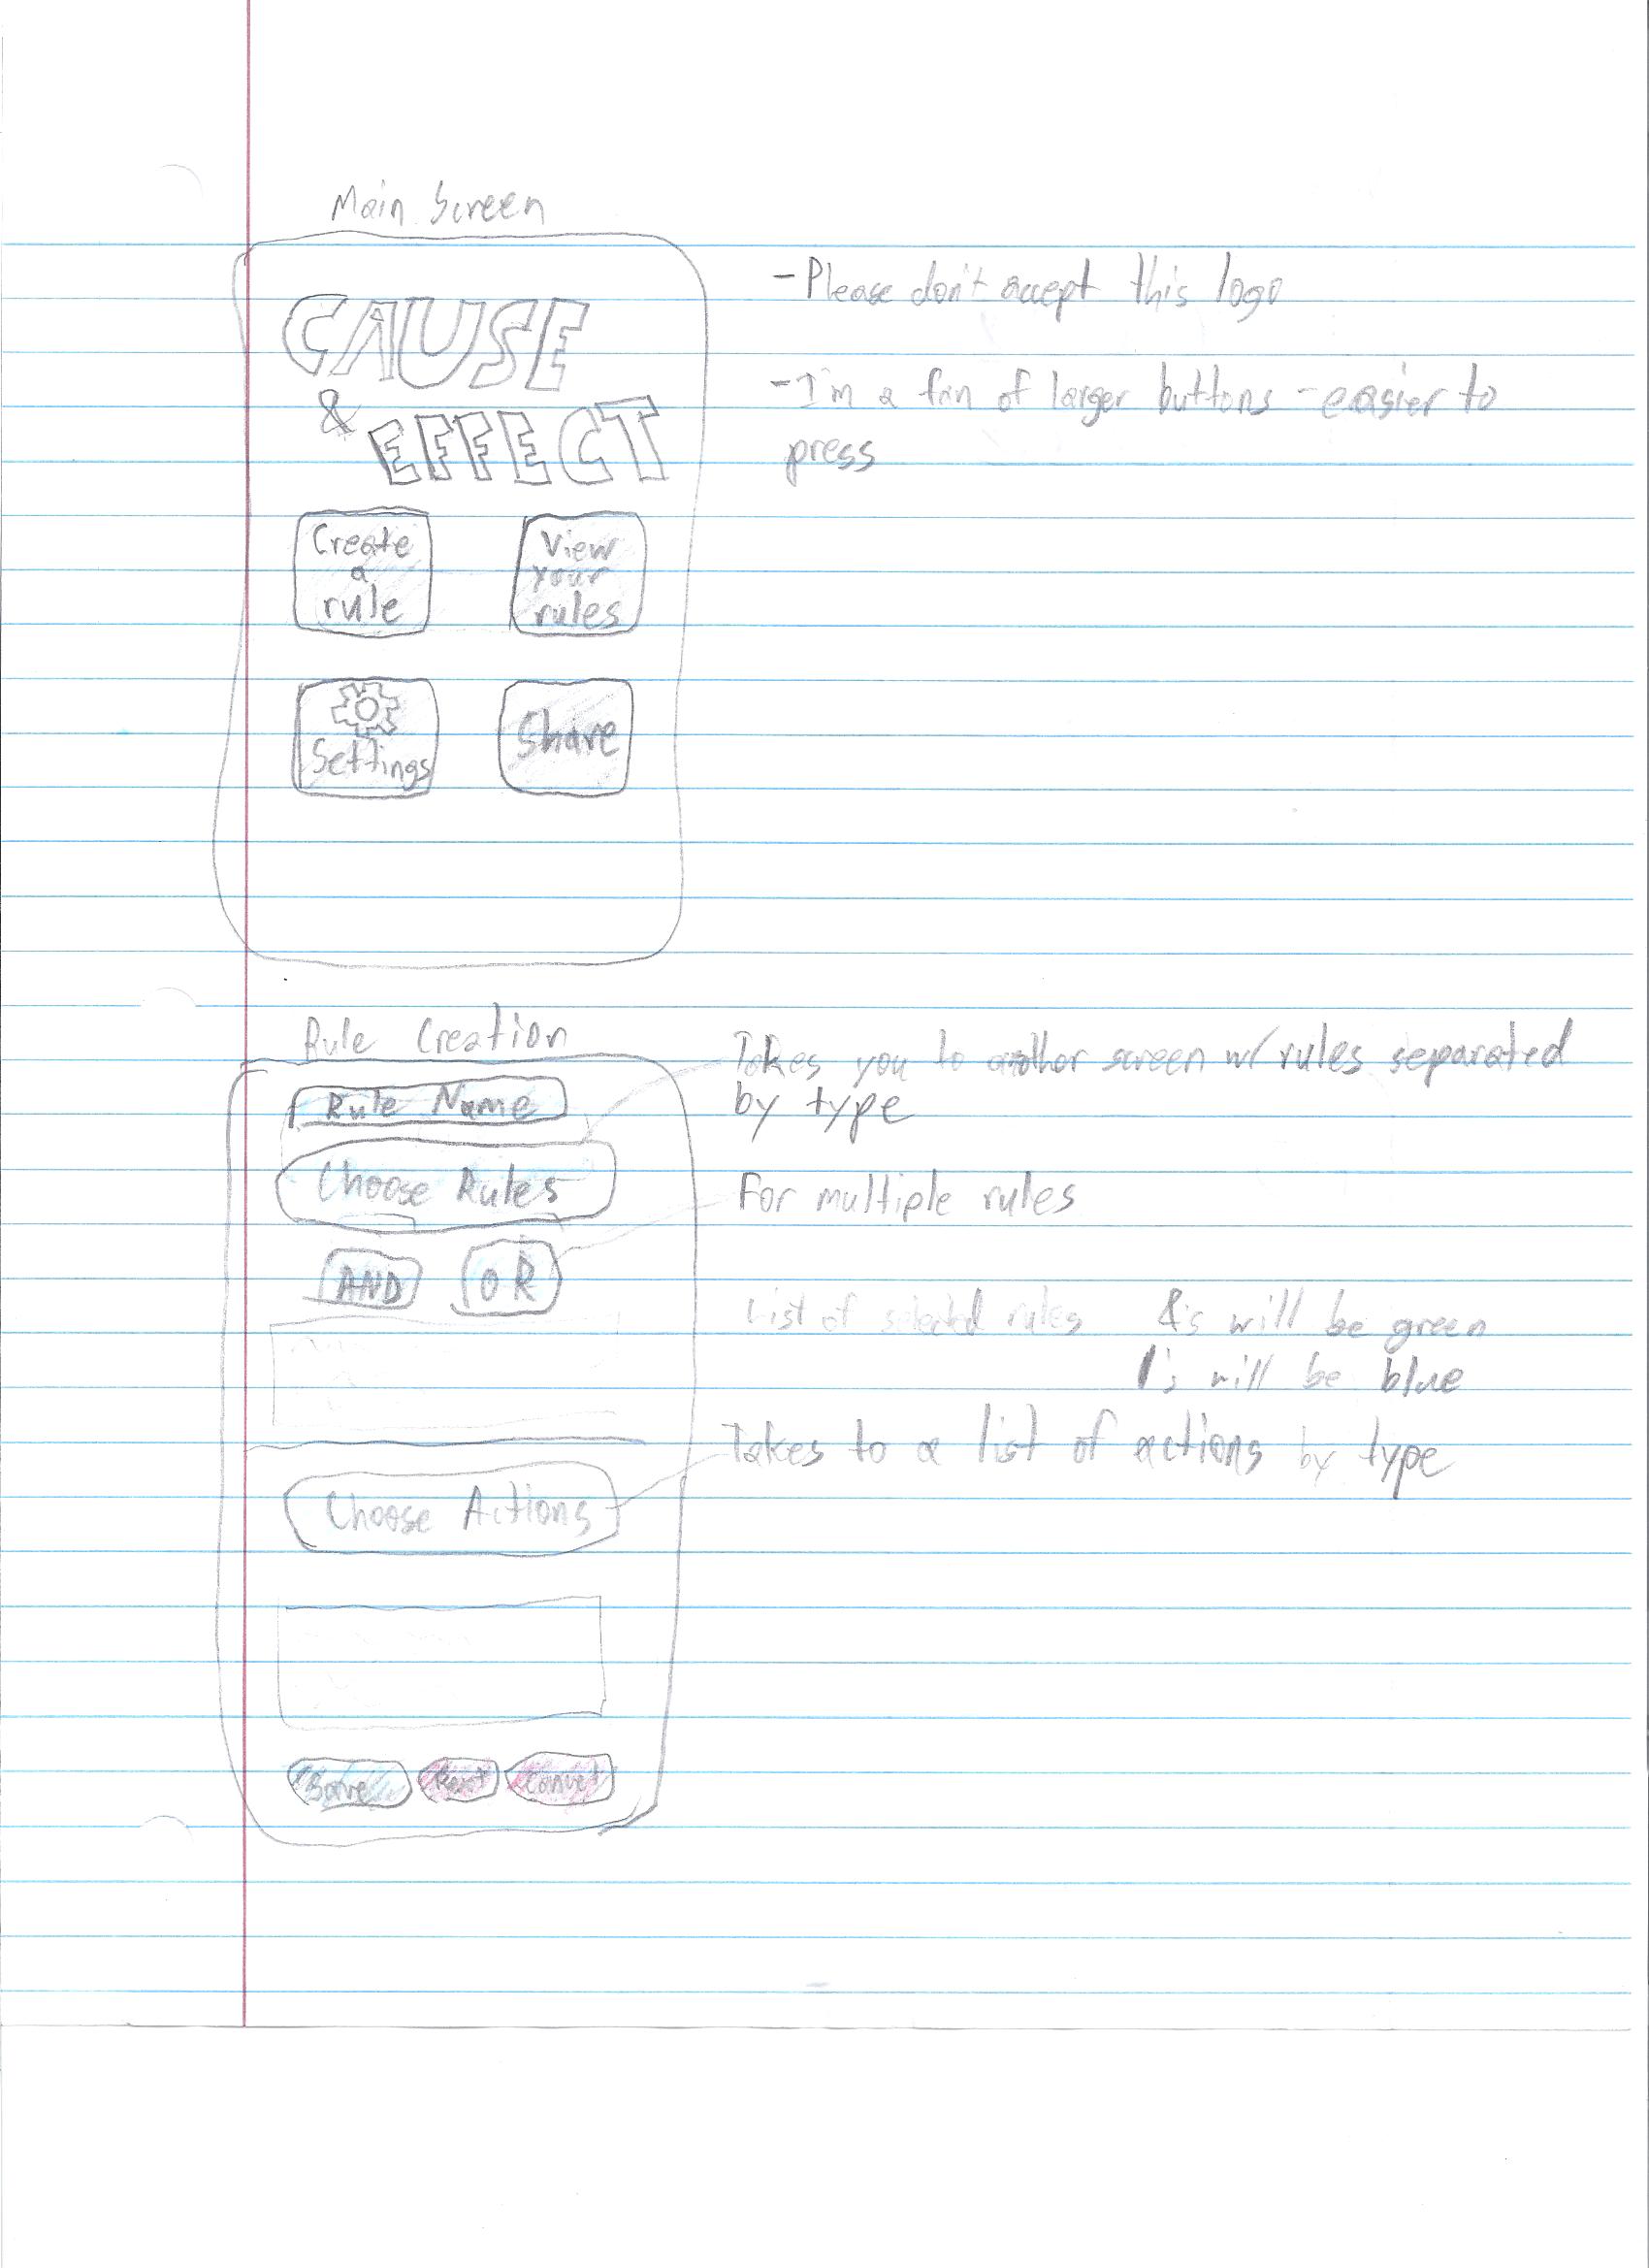 Main Screen
CAUSE
& EFFECT
Create
a
rule
View
your
rules
Settings
Share
-Please don't accept this logo
-I'm a fan of larger buttons -easier to
press
Rule Creation
Rule Name
Choose Rules
AND
OR
Choose Actions
Save
Reset
Cancel
Takes you to another screen w/ rules separated
by type
For multiple rules
List of selected rules &'s will be green
|'s will be blue
Takes to a list of actions by type